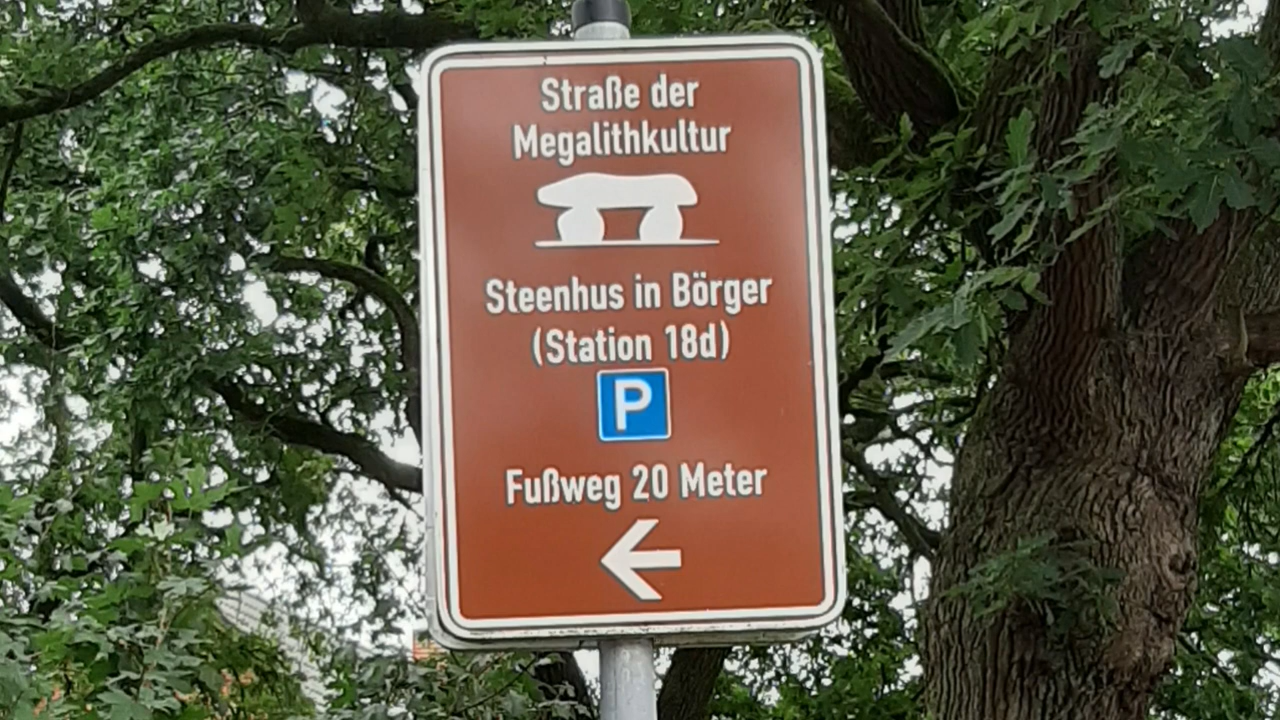 Straße der
Megalithkultur
Steenhus in Börger
(Station 18d)
P
Fußweg 20 Meter